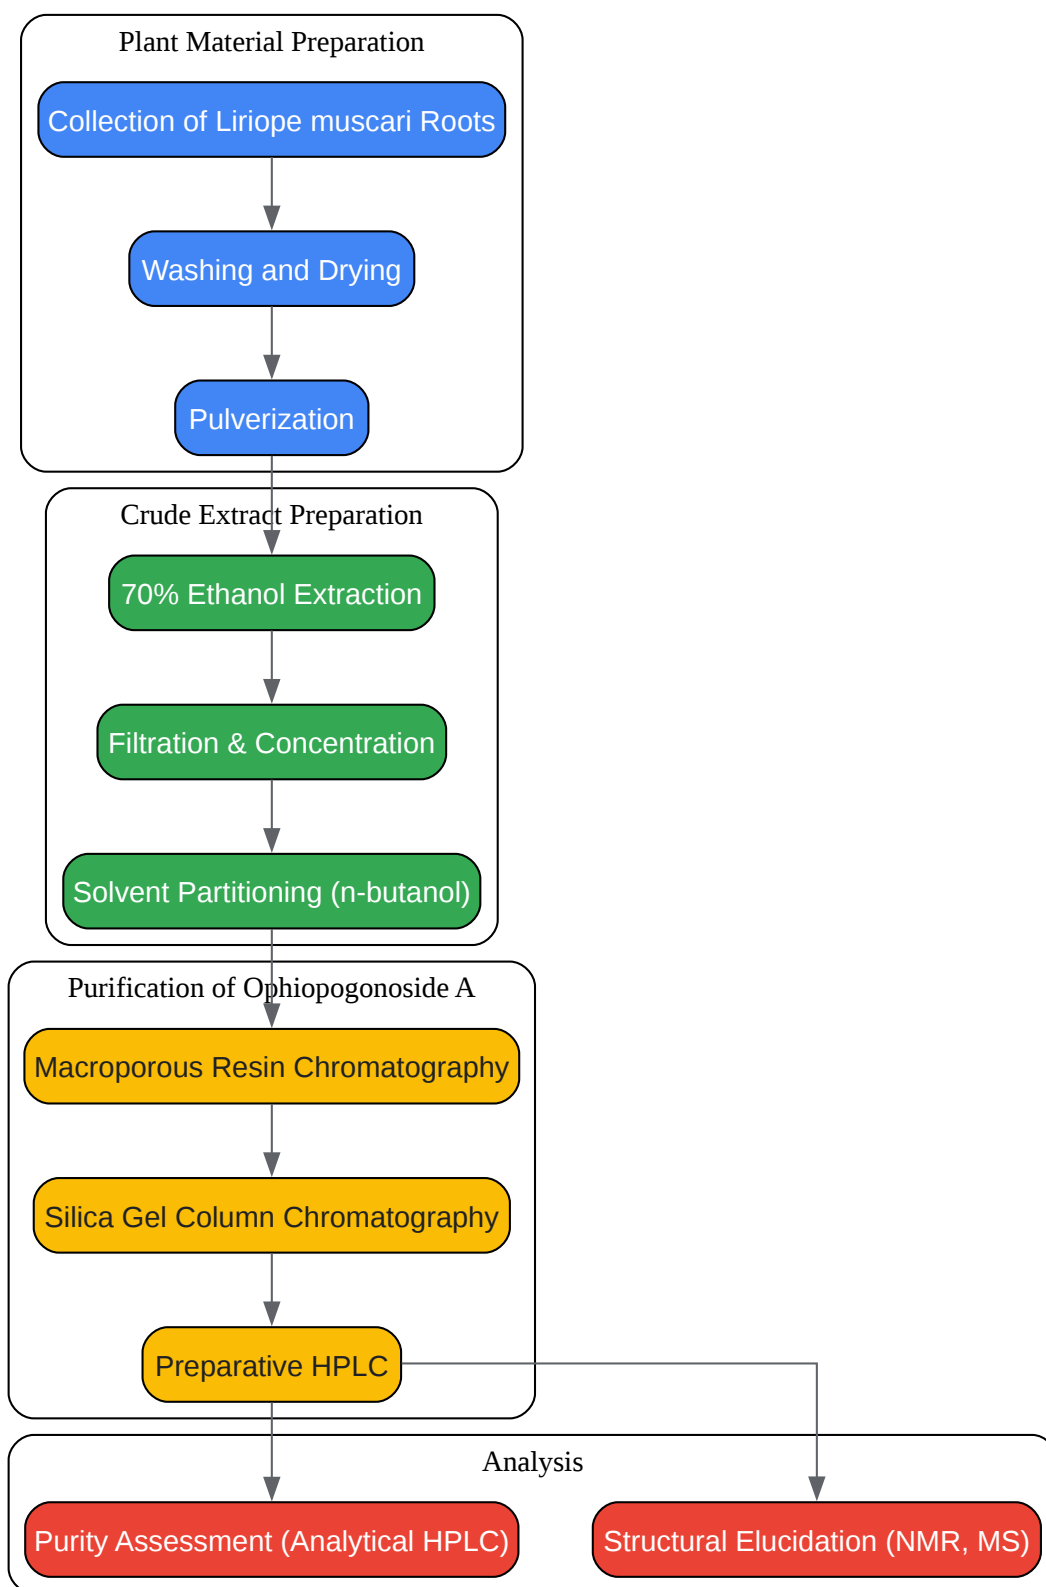 Plant Material Preparation
Collection of Liriope muscari Roots
Washing and Drying
Pulverization
Crude Extract Preparation
70% Ethanol Extraction
Filtration & Concentration
Solvent Partitioning (n-butanol)
Purification of Ophiopogonoside A
Macroporous Resin Chromatography
Silica Gel Column Chromatography
Preparative HPLC
Analysis
Purity Assessment (Analytical HPLC)
Structural Elucidation (NMR, MS)